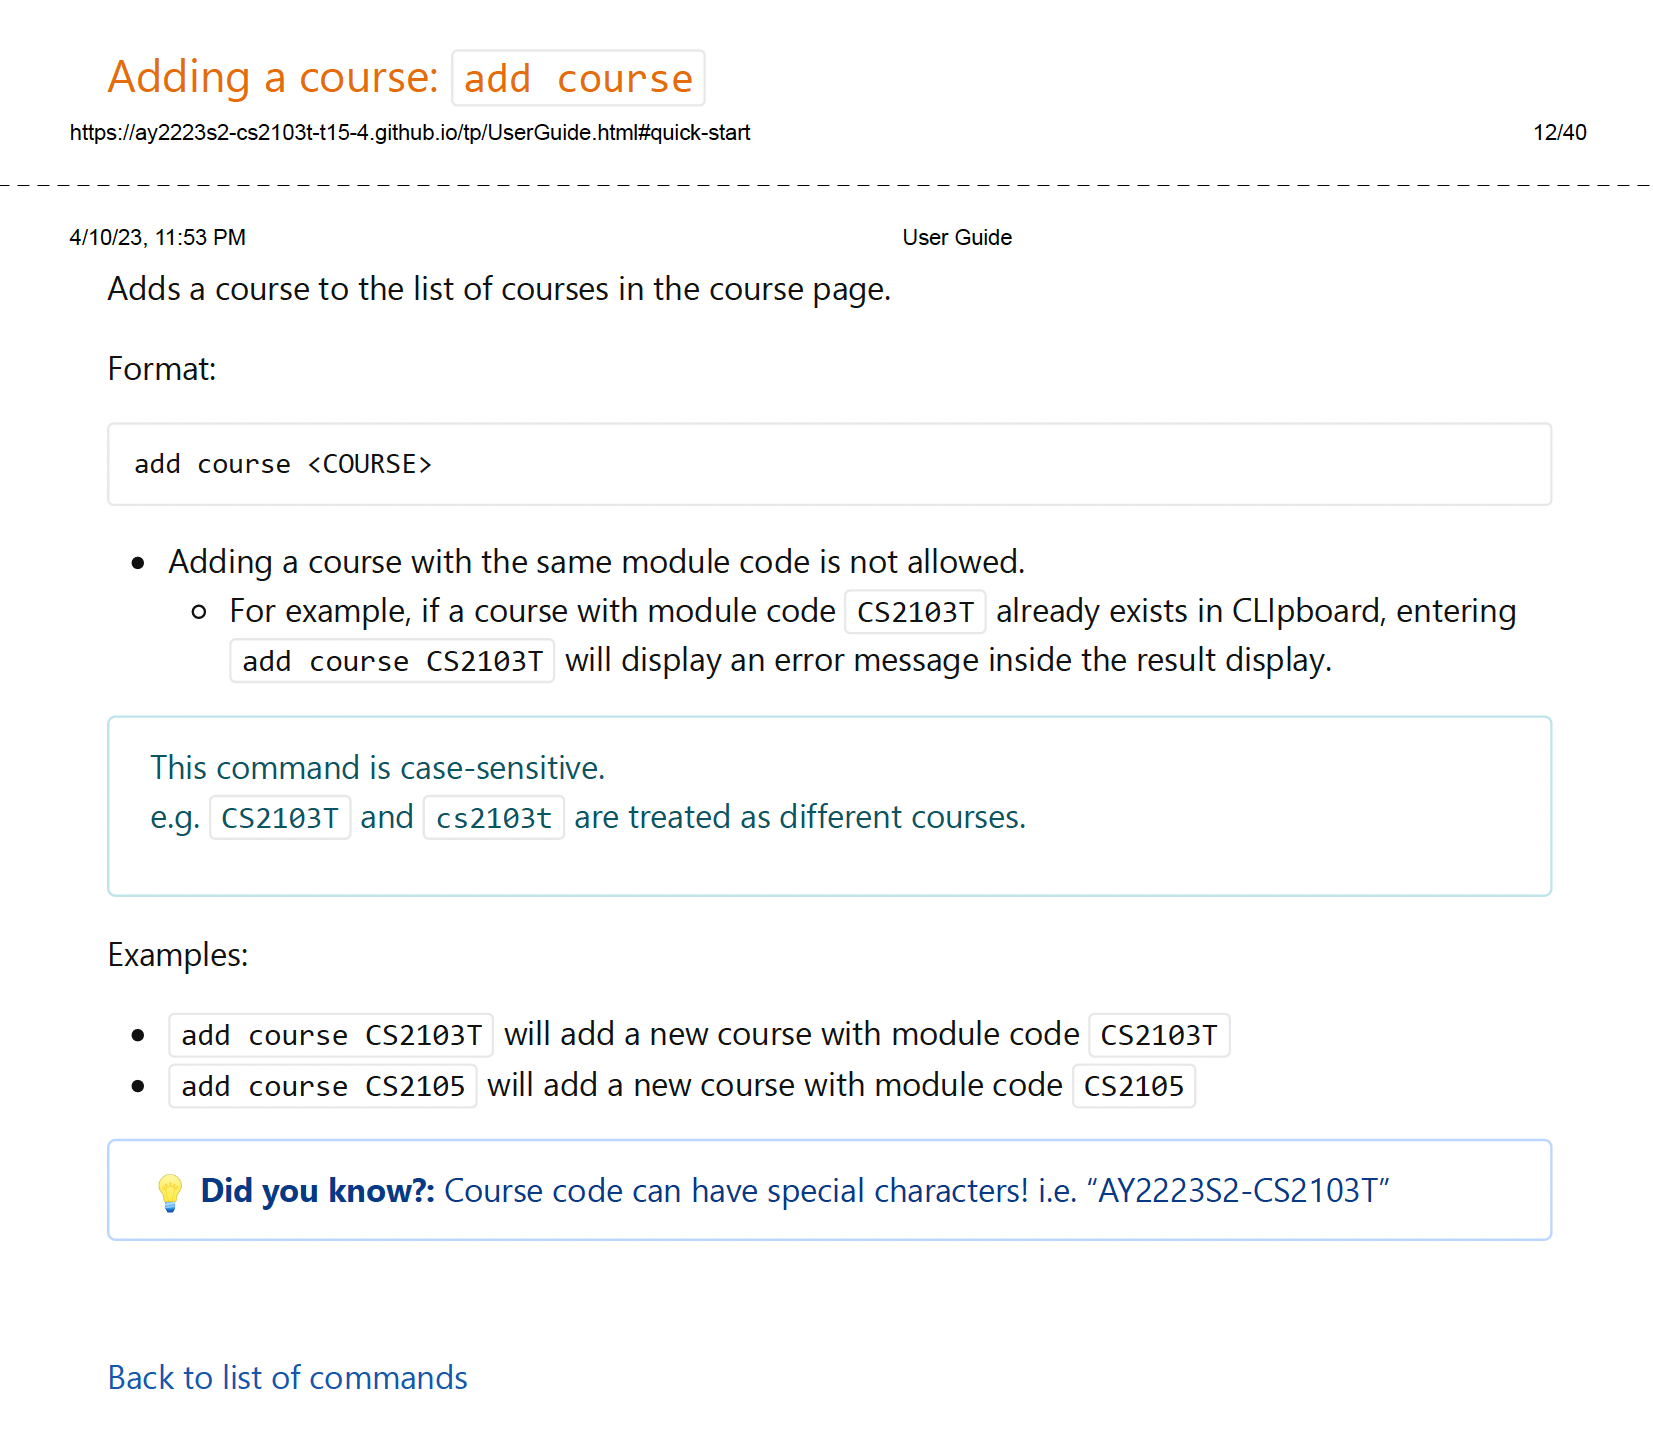 Adding a course: add course
https://ay2223s2-cs2103t-t15-4.github.io/tp/UserGuide.html#quick-start 12/40
4/10/23, 11:53 PM User Guide
Adds a course to the list of courses in the course page.
Format:
add course <COURSE>
Adding a course with the same module code is not allowed.
For example, if a course with module code CS2103T already exists in CLIpboard, entering
add course CS2103T will display an error message inside the result display.
This command is case-sensitive.
e.g. CS2103T and cs2103t are treated as different courses.
Examples:
add course CS2103T will add a new course with module code CS2103T
add course CS2105 will add a new course with module code CS2105
Did you know?: Course code can have special characters! i.e. “AY2223S2-CS2103T”
Back to list of commands